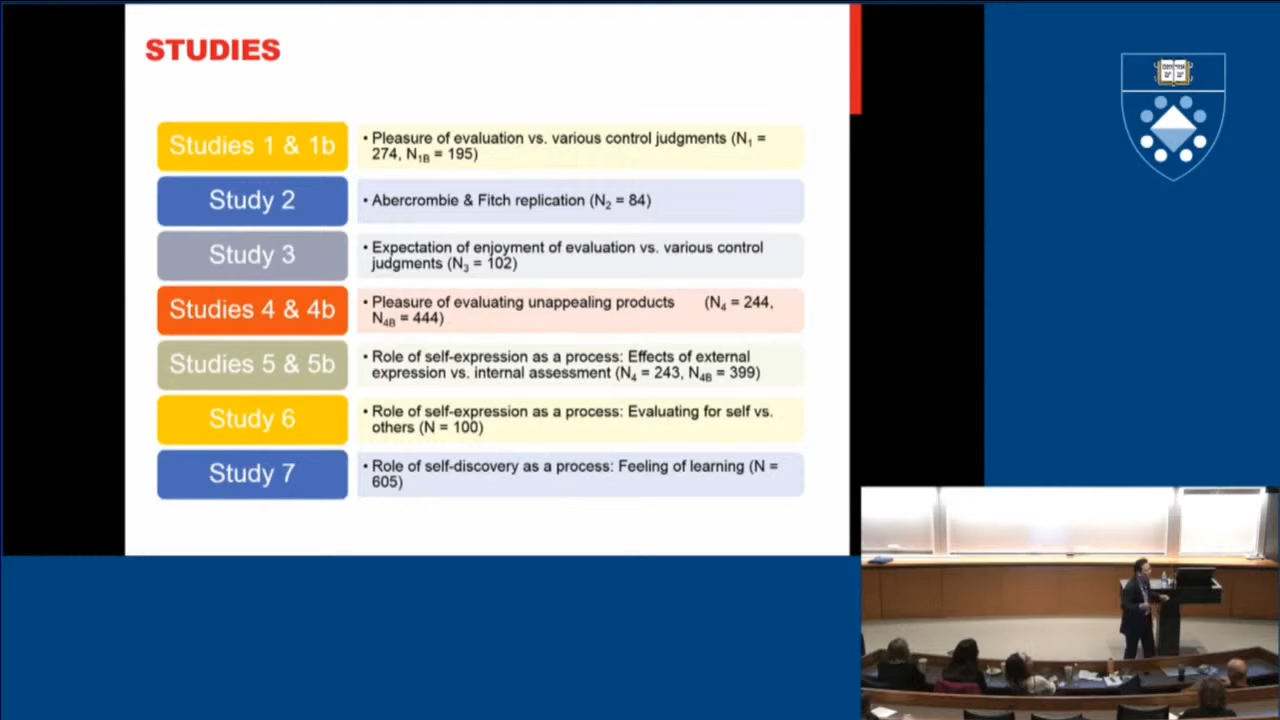 STUDIES
Studies 1 & 1b
• Pleasure of evaluation vs. various control judgments (N1 =
274, N1B = 195)
Study 2
• Abercrombie & Fitch replication (N2 = 84)
Study 3
• Expectation of enjoyment of evaluation vs. various control
judgments (N3 = 102)
Studies 4 & 4b
• Pleasure of evaluating unappealing products (N4 = 244,
N4B = 444)
Studies 5 & 5b
• Role of self-expression as a process: Effects of external
expression vs. internal assessment (N4 = 243, N4B = 399)
Study 6
• Role of self-expression as a process: Evaluating for self vs.
others (N = 100)
Study 7
• Role of self-discovery as a process: Feeling of learning (N =
605)